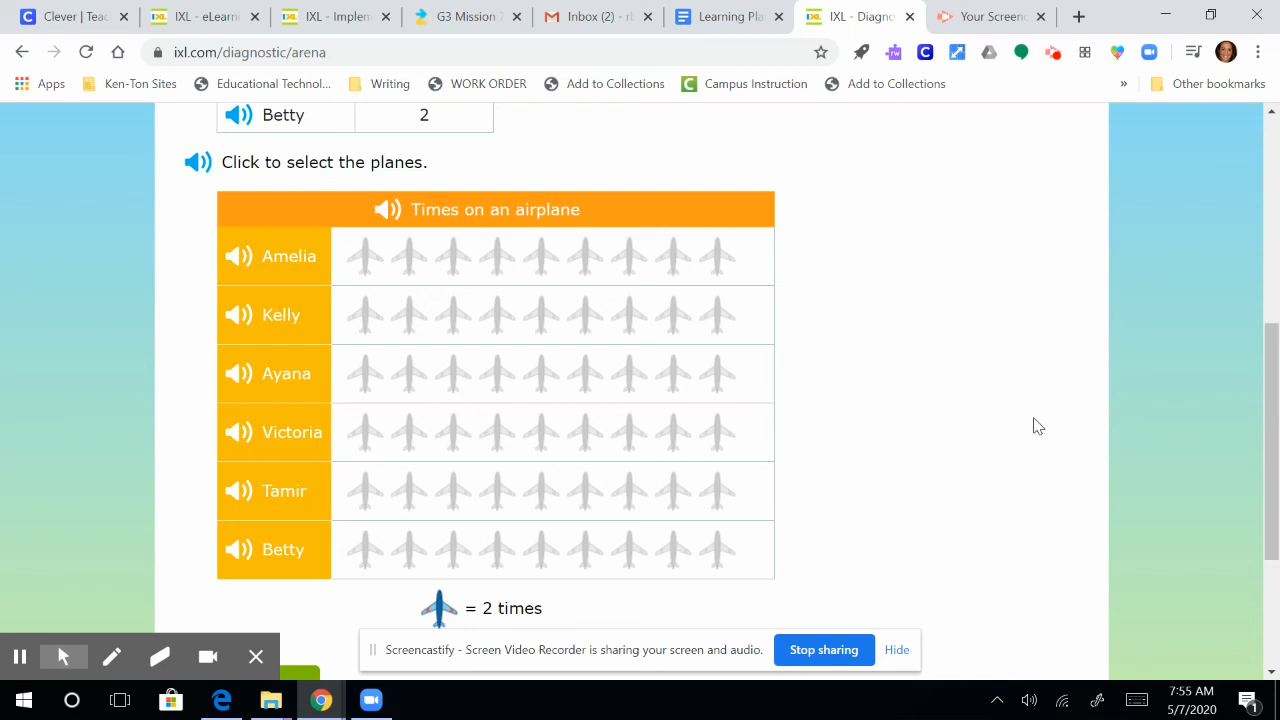 Clever | Teac
IXL - eLearni
IXL - Implem
G3 Mission 7
Inbox (2) - rb
Learning Pla
IXL - Diagno
Your Screenc
ixl.com/diagnostic/arena
Apps
Ken-Ton Sites
Educational Technol...
Writing
WORK ORDER
Add to Collections
Campus Instruction
Add to Collections
»
Other bookmarks
Betty 2
Click to select the planes.
Times on an airplane
Amelia
Kelly
Ayana
Victoria
Tamir
Betty
= 2 times
Screencastify - Screen Video Recorder is sharing your screen and audio. Stop sharing Hide
7:55 AM
5/7/2020
1